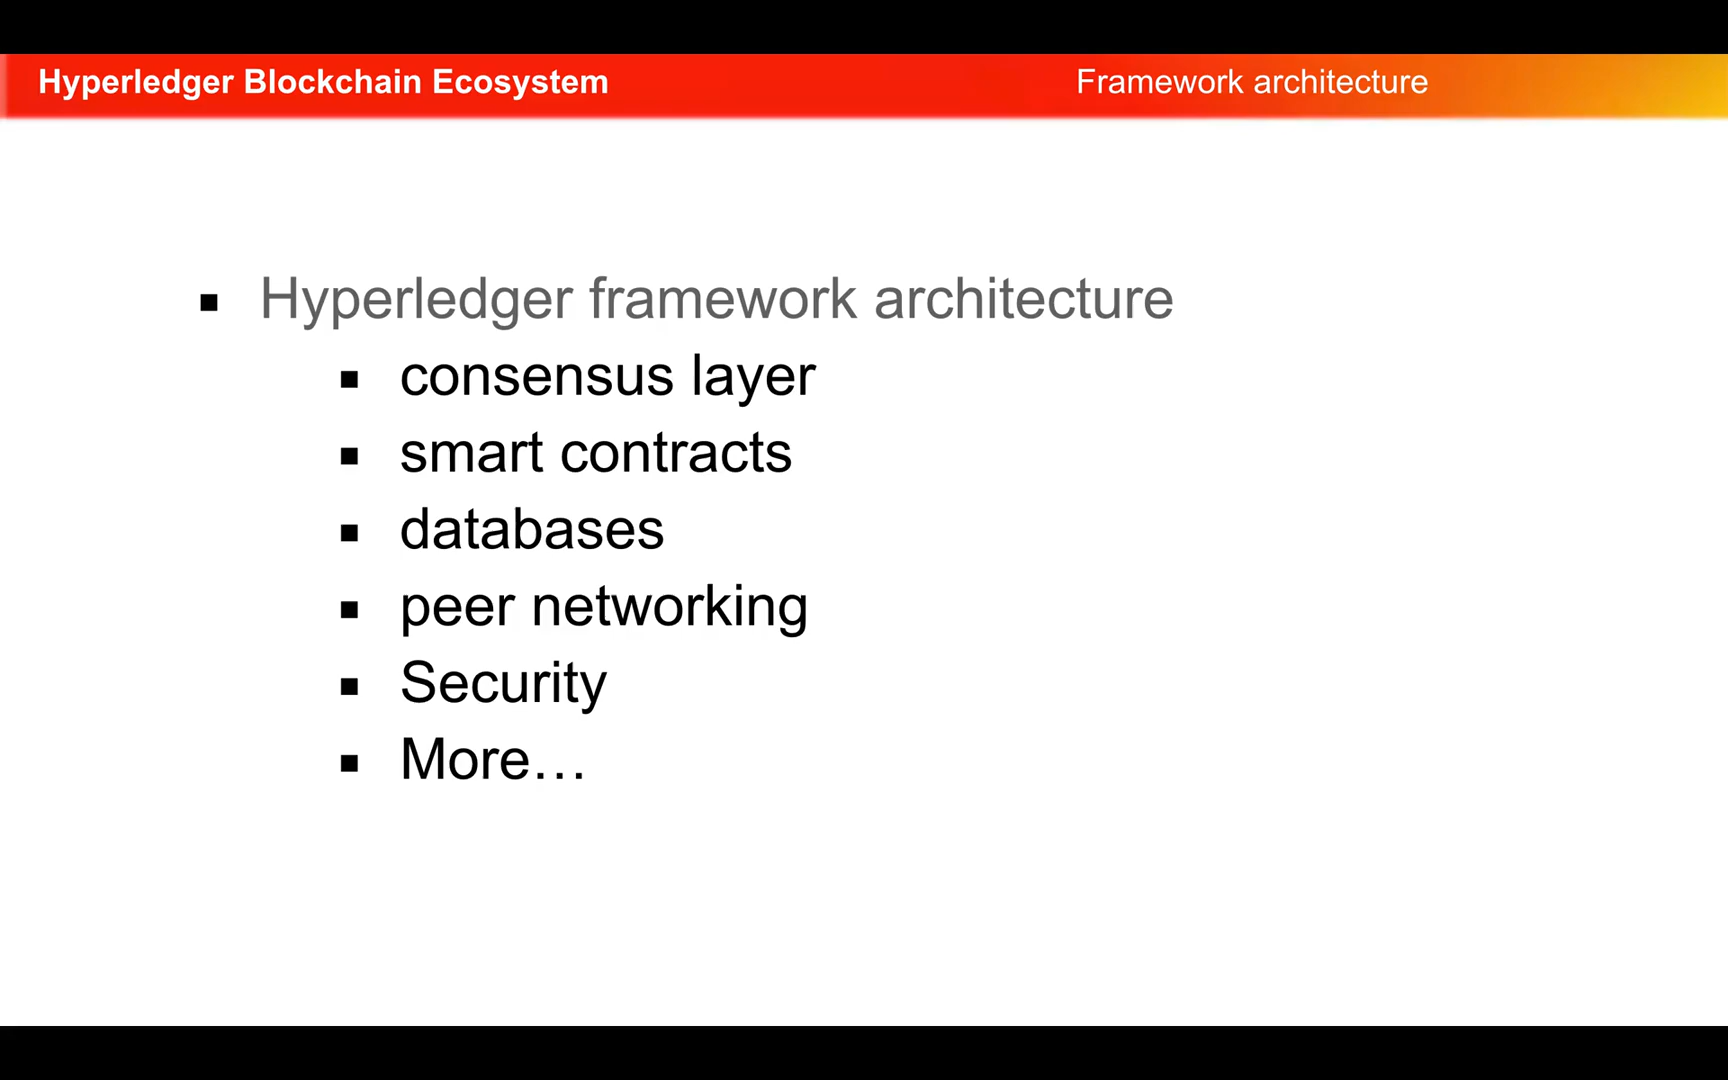 Hyperledger Blockchain Ecosystem
Framework architecture
Hyperledger framework architecture
consensus layer
smart contracts
databases
peer networking
Security
More…